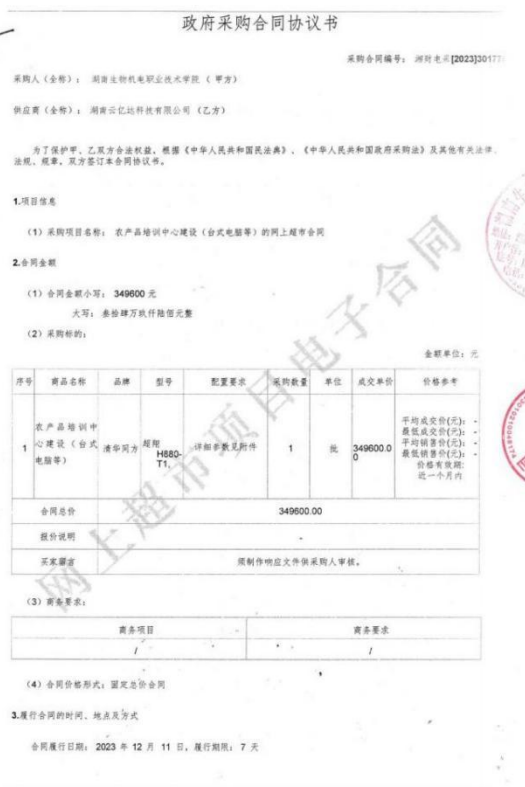 政府采购合同协议书
采购合同编号： 湘财电采[2023]30177
采购人（全称）： 湖南生物机电职业技术学院（ 甲方）
供应商（全称）： 湖南云亿达科技有限公司（乙方）
为了保护甲、乙双方合法权益，根据《中华人民共和国民法典》、《中华人民共和国政府采购法》及其他有关法律、
法规、规章，双方签订本合同协议书。
1.项目信息
（1）采购项目名称： 农产品培训中心建设（台式电脑等）的网上超市合同
2.合同金额
（1）合同金额小写： 349600 元
大写： 叁拾肆万玖仟陆佰元整
（2）采购标的：
金额单位：元
序号 商品名称 品牌 型号 配置要求 采购数量 单位 成交单价 价格参考
1 农产品培训中心建设（台式电脑等） 清华同方 超翔H880-T1, 详细参数见附件 1 批 349600.00 平均成交价(元)： - 最低成交价(元)： - 平均销售价(元)： - 最低销售价(元)： - 价格有效期: 近一个月内
合同总价 349600.00
报价说明 -
买家留言 须制作响应文件供采购人审核。
（3）商务要求：
商务项目 商务要求
/ /
（4）合同价格形式：固定总价合同
3.履行合同的时间、地点及方式
合同履行日期： 2023 年 12 月 11 日，履行期限： 7 天
网上超市项目电子合同